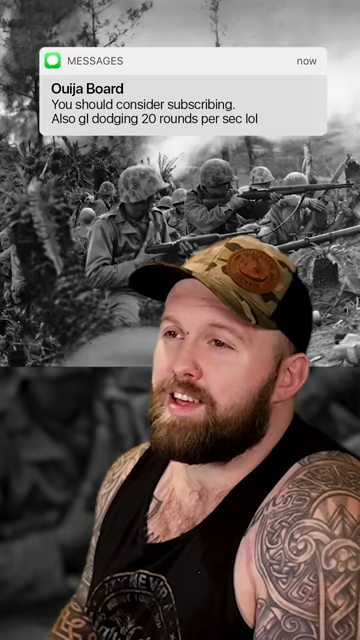 MESSAGES
now
Ouija Board
You should consider subscribing.
Also gl dodging 20 rounds per sec lol